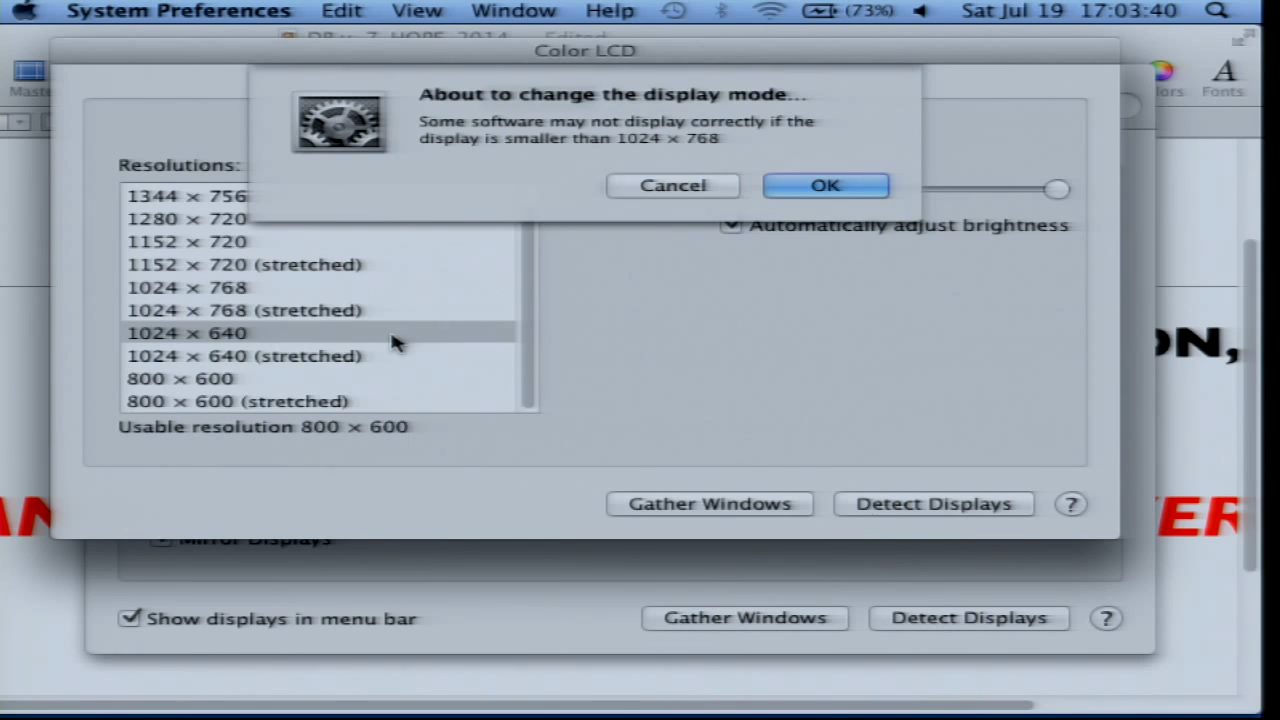 System Preferences Edit View Window Help (73%) Sat Jul 19 17:03:40
Color LCD
Fonts
About to change the display mode...
Some software may not display correctly if the
display is smaller than 1024 × 768
Cancel OK
Resolutions:
1344 × 756
1280 × 720
1152 × 720
1152 × 720 (stretched)
1024 × 768
1024 × 768 (stretched)
1024 × 640
1024 × 640 (stretched)
800 × 600
800 × 600 (stretched)
Usable resolution 800 × 600
Automatically adjust brightness
ON,
AN
VER
Gather Windows Detect Displays ?
Mirror Displays
Show displays in menu bar
Gather Windows Detect Displays ?